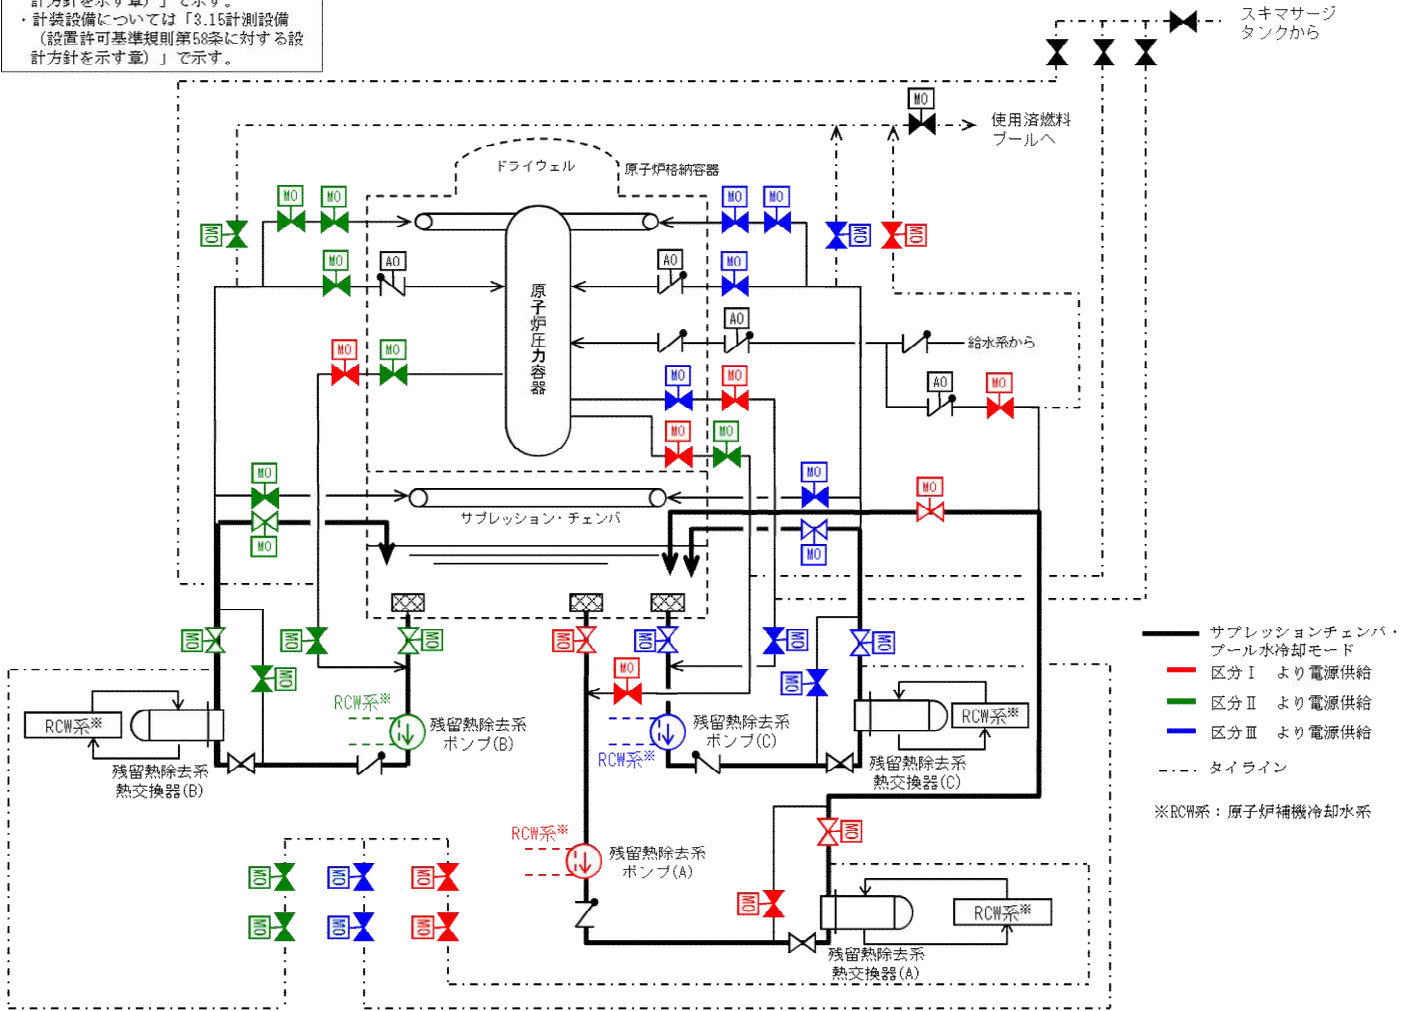 計方針を示す章）」で示す。
・計装設備については「3.15計測設備
（設置許可基準規則第58条に対する設
計方針を示す章）」で示す。
スキマサージ
タンクから
MO
使用済燃料
プールへ
ドライウェル
原子炉格納容器
MO
MO
MO
MO
MO
MO
MO
MO
AO
AO
MO
原子炉圧力容器
AO
給水系から
MO
MO
MO
MO
AO
MO
MO
MO
MO
MO
MO
サプレッション・チェンバ
MO
MO
MO
MO
MO
MO
MO
MO
MO
MO
MO
MO
MO
サプレッションチェンバ・
プール水冷却モード
区分Ⅰ　より電源供給
区分Ⅱ　より電源供給
区分Ⅲ　より電源供給
タイライン
※RCW系：原子炉補機冷却水系
RCW系※
RCW系※
残留熱除去系
ポンプ(B)
残留熱除去系
熱交換器(B)
残留熱除去系
ポンプ(C)
RCW系※
RCW系※
残留熱除去系
熱交換器(C)
RCW系※
残留熱除去系
ポンプ(A)
MO
MO
MO
MO
MO
MO
MO
MO
RCW系※
残留熱除去系
熱交換器(A)